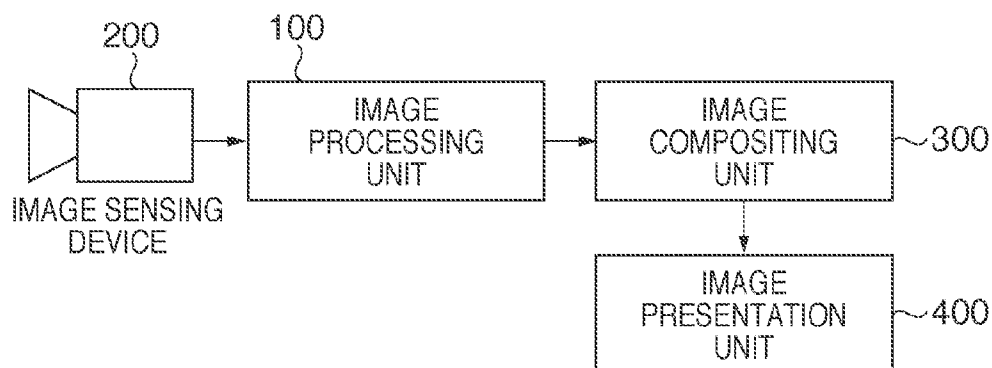 200
100
IMAGE
PROCESSING
UNIT
IMAGE
COMPOSITING
UNIT
300
IMAGE SENSING
DEVICE
IMAGE
PRESENTATION
UNIT
400